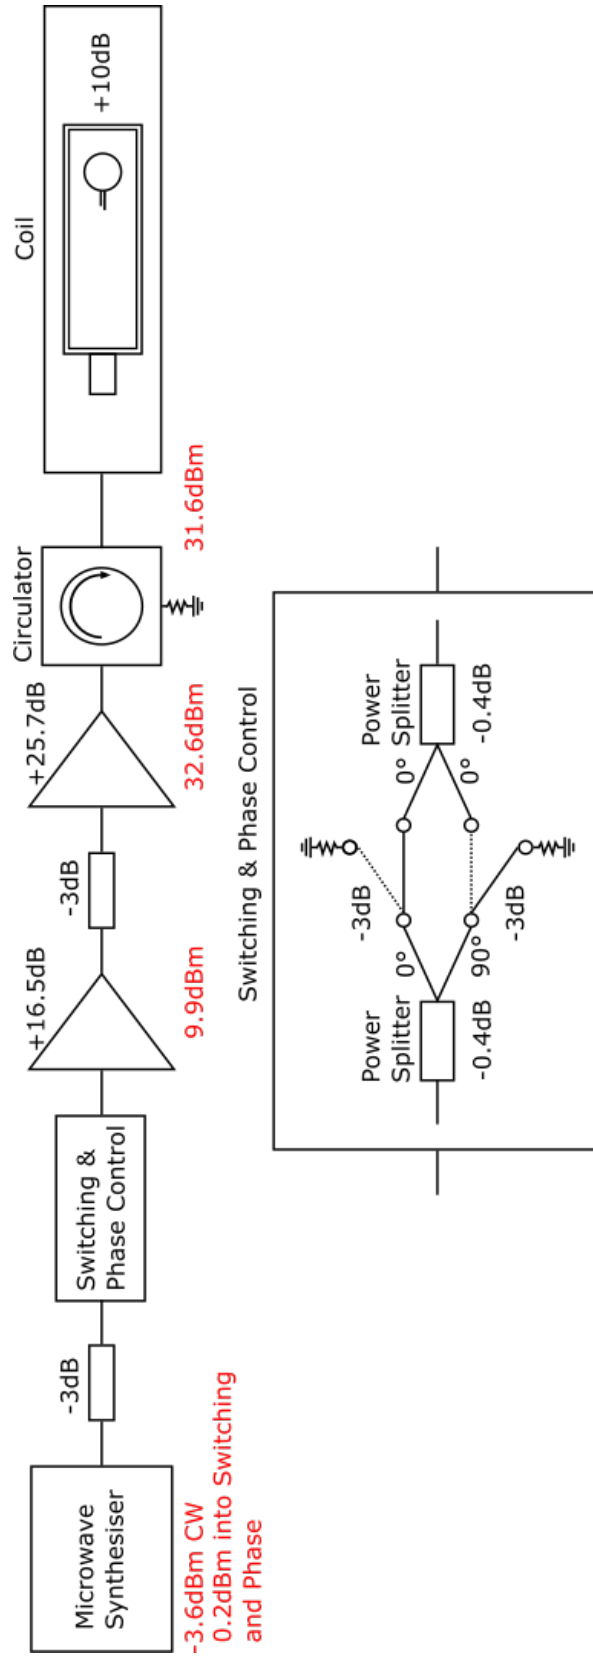 Microwave
Synthesiser
-3.6dBm CW
0.2dBm into Switching
and Phase
-3dB
Switching &
Phase Control
+16.5dB
9.9dBm
-3dB
+25.7dB
32.6dBm
Circulator
31.6dBm
Coil
+10dB
Switching & Phase Control
Power
Splitter
-0.4dB
0°
90°
-3dB
-3dB
0°
0°
Power
Splitter
-0.4dB